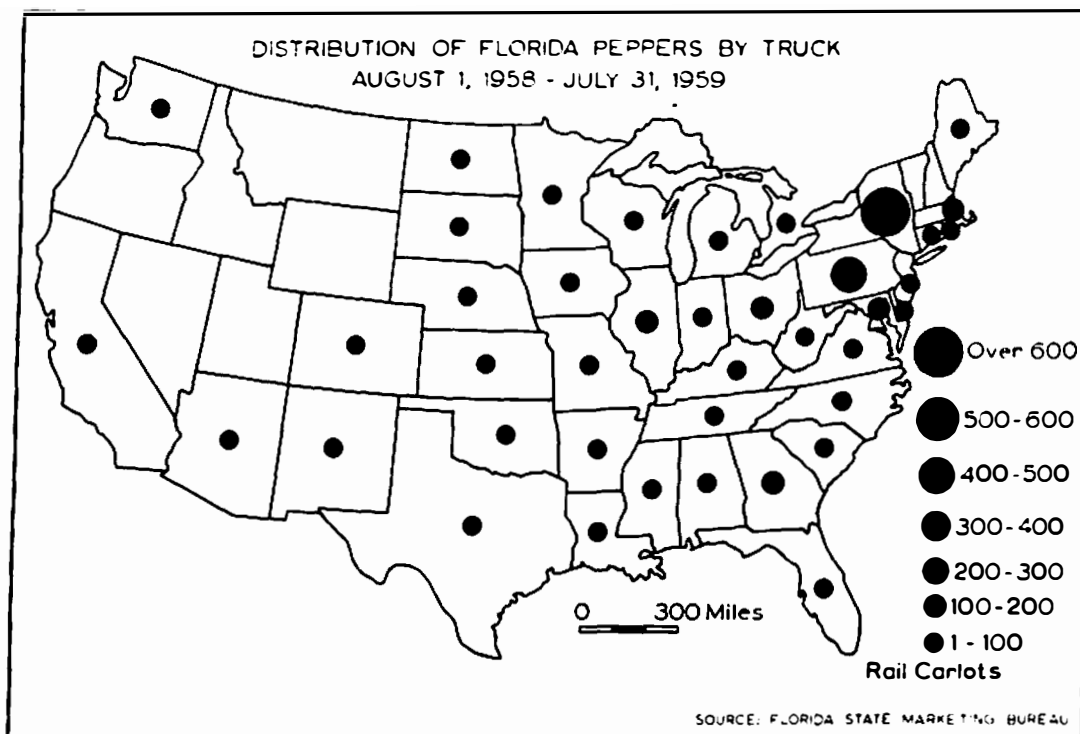 DISTRIBUTION OF FLORIDA PEPPERS BY TRUCK
AUGUST 1, 1958 - JULY 31, 1959
Over 600
500-600
400-500
300-400
200-300
100-200
1-100
Rail Carlots
0 300 Miles
SOURCE: FLORIDA STATE MARKETING BUREAU